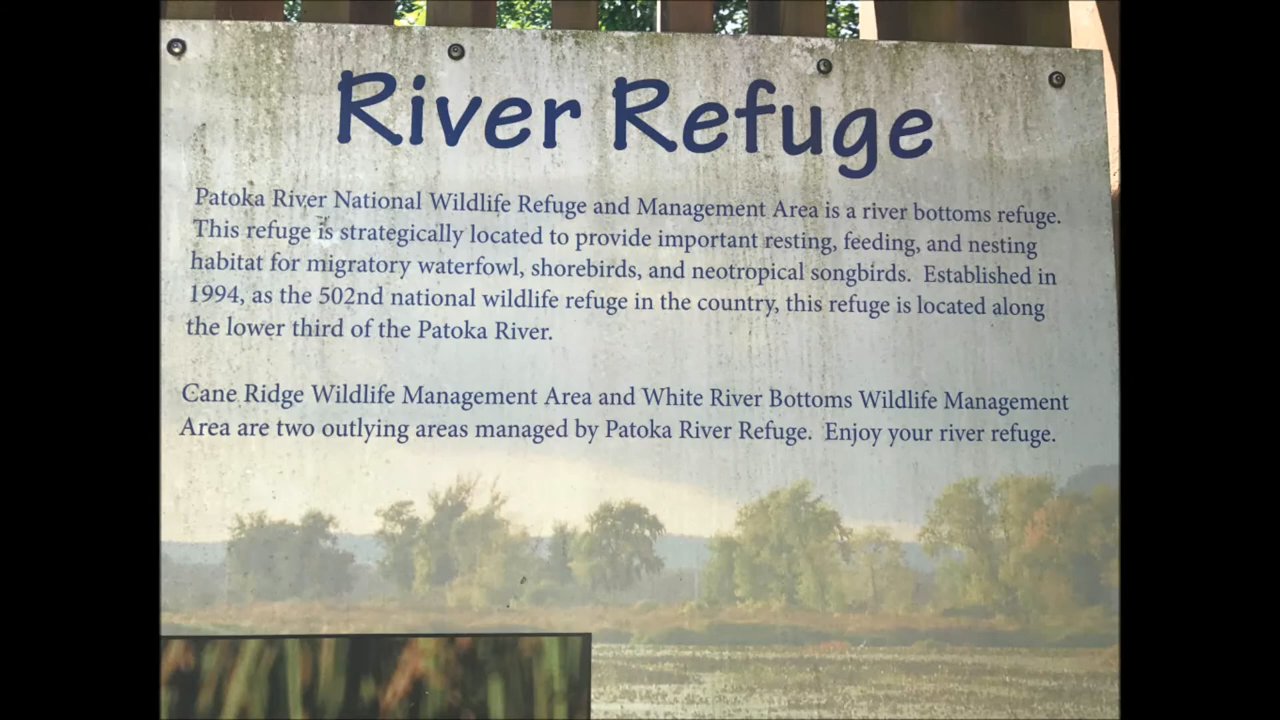 River Refuge
Patoka River National Wildlife Refuge and Management Area is a river bottoms refuge.
This refuge is strategically located to provide important resting, feeding, and nesting
habitat for migratory waterfowl, shorebirds, and neotropical songbirds.  Established in
1994, as the 502nd national wildlife refuge in the country, this refuge is located along
the lower third of the Patoka River.
Cane Ridge Wildlife Management Area and White River Bottoms Wildlife Management
Area are two outlying areas managed by Patoka River Refuge.  Enjoy your river refuge.